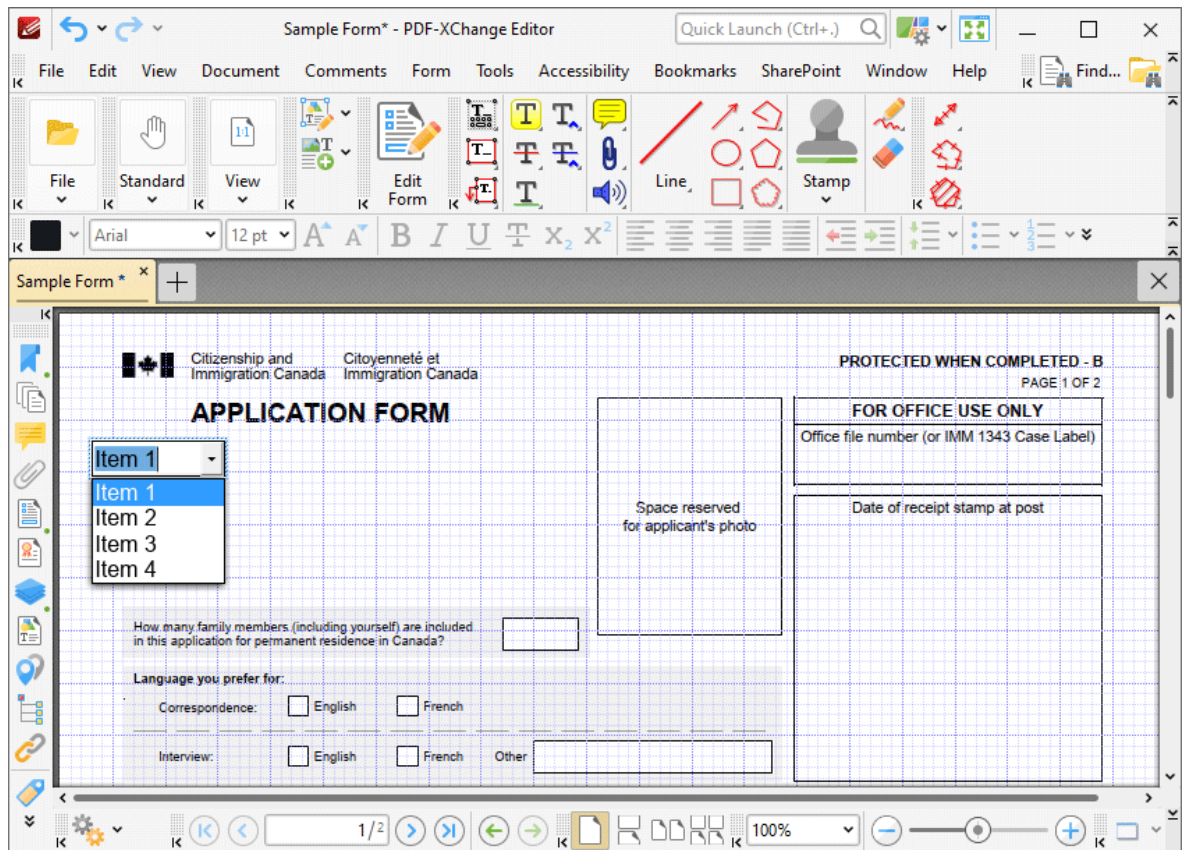 Sample Form* - PDF-XChange Editor
Quick Launch (Ctrl+.)
File Edit View Document Comments Form Tools Accessibility Bookmarks SharePoint Window Help Find...
File Standard View Edit Form Line Stamp
Arial 12 pt
Sample Form *
Citizenship and Immigration Canada
Citoyenneté et Immigration Canada
PROTECTED WHEN COMPLETED - B
PAGE 1 OF 2
APPLICATION FORM
FOR OFFICE USE ONLY
Office file number (or IMM 1343 Case Label)
Item 1
Item 1
Item 2
Item 3
Item 4
Space reserved
for applicant's photo
Date of receipt stamp at post
How many family members (including yourself) are included
in this application for permanent residence in Canada?
Language you prefer for:
Correspondence: English French
Interview: English French Other
1/2
100%